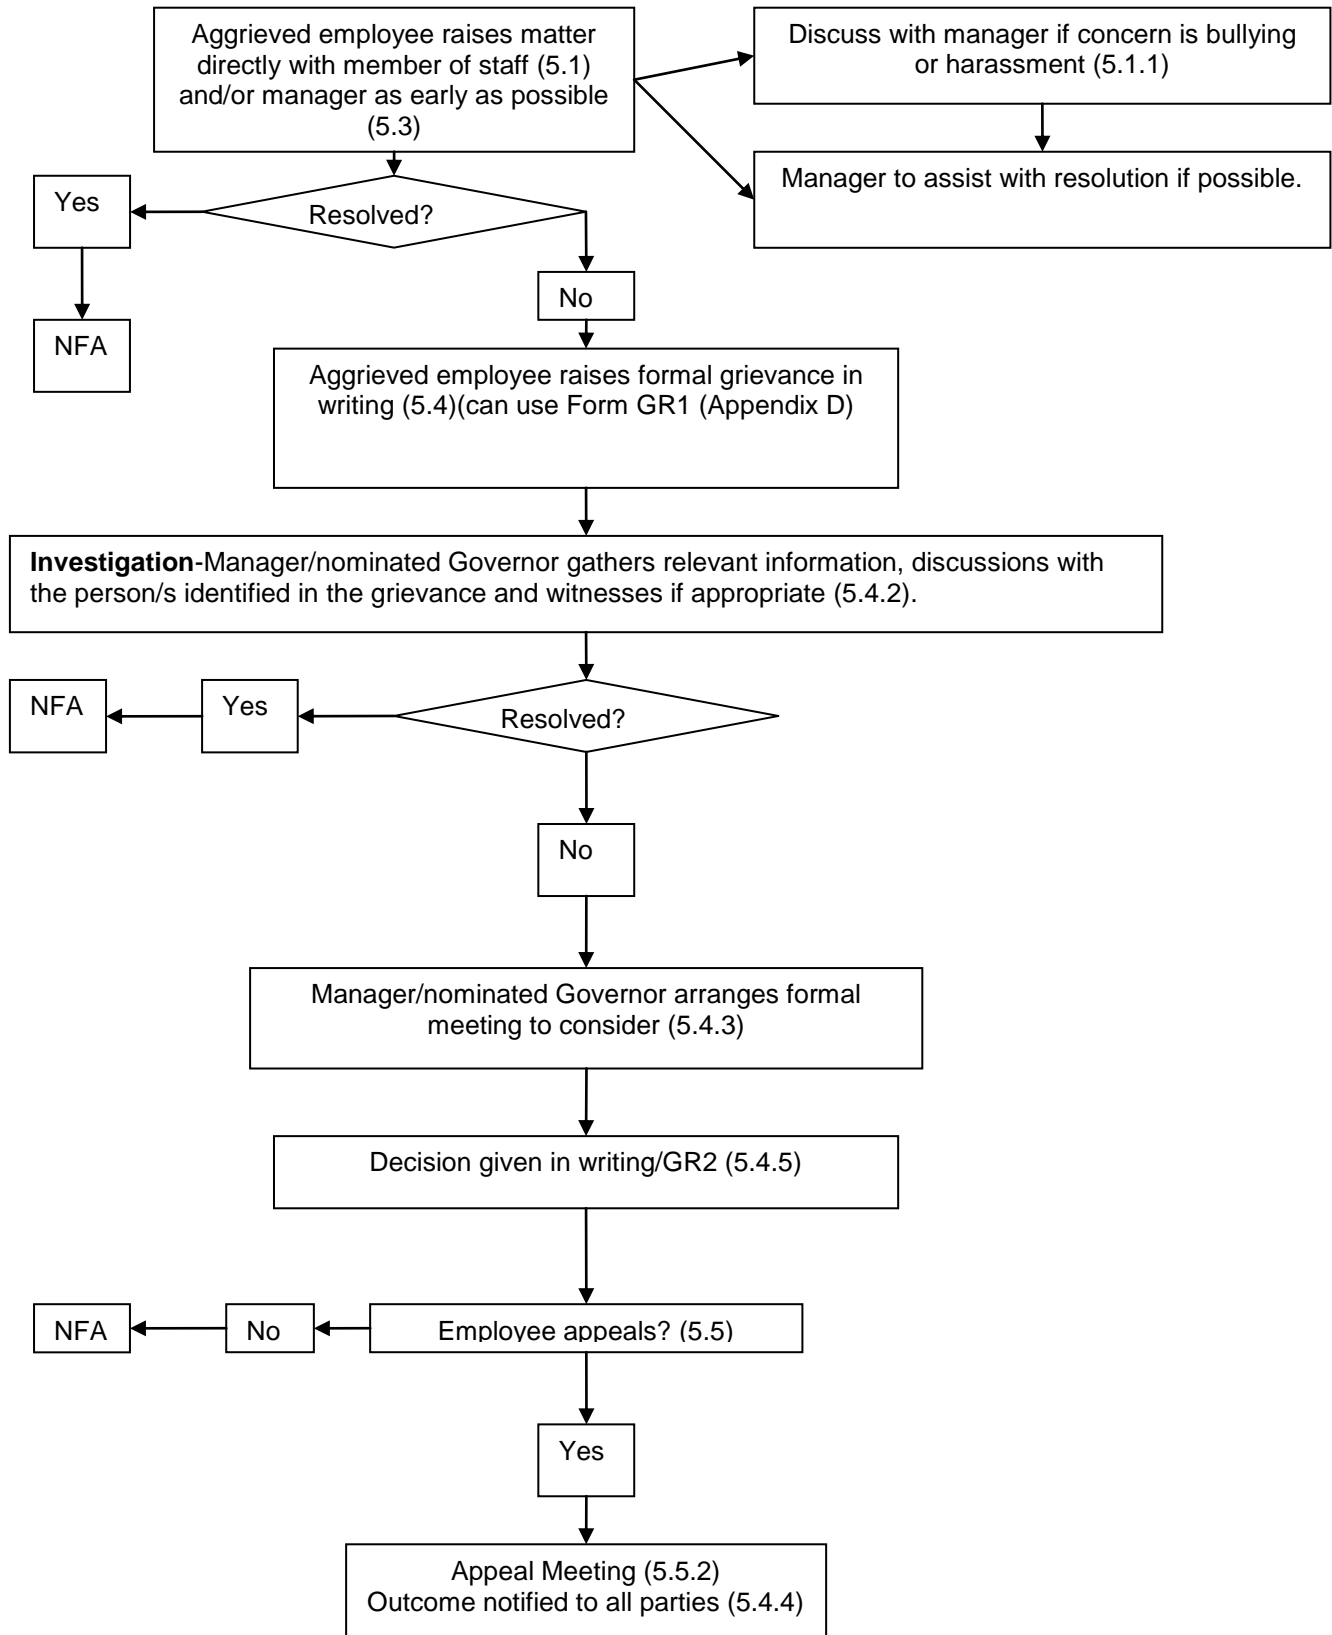 Aggrieved employee raises matter
directly with member of staff (5.1)
and/or manager as early as possible
(5.3)
Discuss with manager if concern is bullying
or harassment (5.1.1)
Manager to assist with resolution if possible.
Yes
Resolved?
No
NFA
Aggrieved employee raises formal grievance in
writing (5.4)(can use Form GR1 (Appendix D)
Investigation-Manager/nominated Governor gathers relevant information, discussions with
the person/s identified in the grievance and witnesses if appropriate (5.4.2).
NFA
Yes
Resolved?
No
Manager/nominated Governor arranges formal
meeting to consider (5.4.3)
Decision given in writing/GR2 (5.4.5)
NFA
No
Employee appeals? (5.5)
Yes
Appeal Meeting (5.5.2)
Outcome notified to all parties (5.4.4)